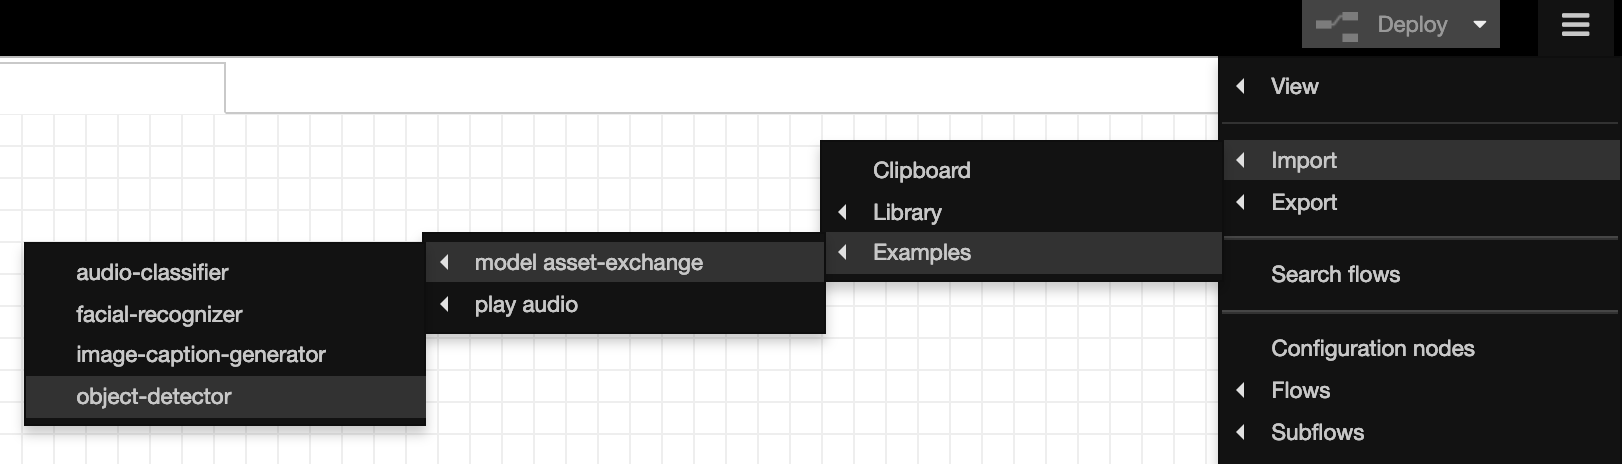 Deploy
View
Import
Export
Search flows
Configuration nodes
Flows
Subflows
Clipboard
Library
Examples
model asset-exchange
play audio
audio-classifier
facial-recognizer
image-caption-generator
object-detector